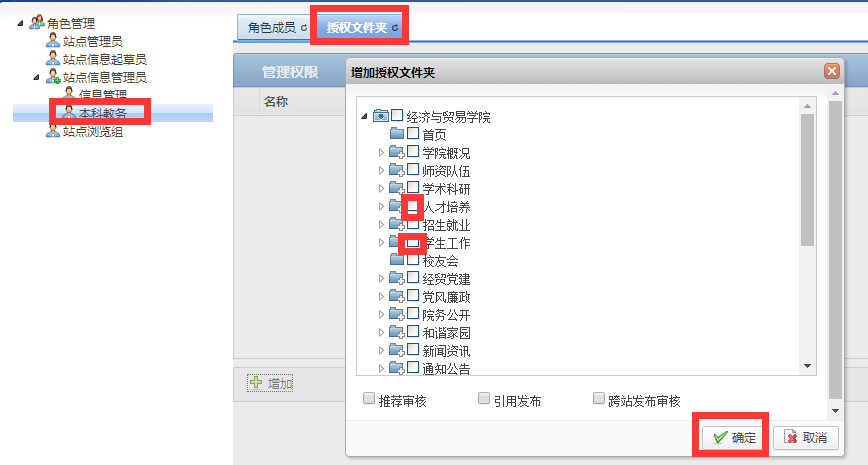 角色管理
站点管理员
站点信息起草员
站点信息管理员
信息管理
本科教务
站点浏览组
角色成员
授权文件夹
管理权限
名称
增加
增加授权文件夹
经济与贸易学院
首页
学院概况
师资队伍
学术科研
人才培养
招生就业
学生工作
校友会
经贸党建
党风廉政
院务公开
和谐家园
新闻资讯
通知公告
推荐审核 引用发布 跨站发布审核
确定 取消